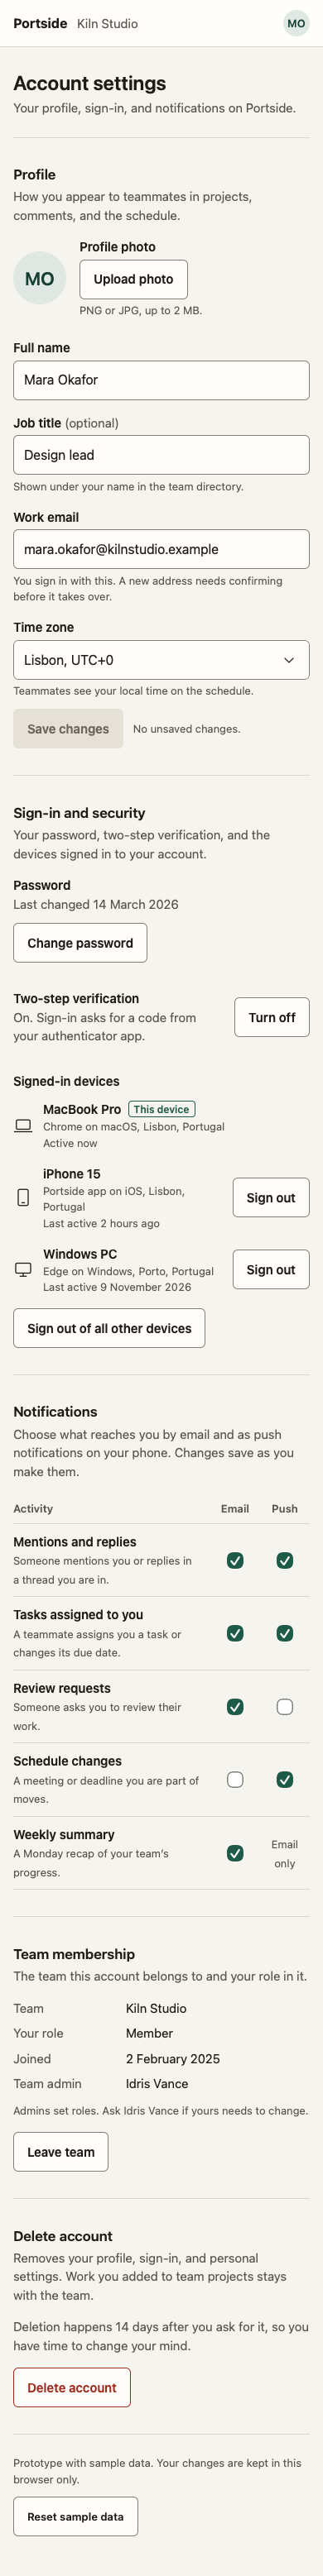 Portside Kiln Studio MO
Account settings
Your profile, sign-in, and notifications on Portside.
Profile
How you appear to teammates in projects,
comments, and the schedule.
MO
Profile photo
Upload photo
PNG or JPG, up to 2 MB.
Full name
Mara Okafor
Job title (optional)
Design lead
Shown under your name in the team directory.
Work email
mara.okafor@kilnstudio.example
You sign in with this. A new address needs confirming
before it takes over.
Time zone
Lisbon, UTC+0
Teammates see your local time on the schedule.
Save changes No unsaved changes.
Sign-in and security
Your password, two-step verification, and the
devices signed in to your account.
Password
Last changed 14 March 2026
Change password
Two-step verification
On. Sign-in asks for a code from
your authenticator app.
Turn off
Signed-in devices
MacBook Pro This device
Chrome on macOS, Lisbon, Portugal
Active now
iPhone 15
Portside app on iOS, Lisbon,
Portugal
Last active 2 hours ago
Sign out
Windows PC
Edge on Windows, Porto, Portugal
Last active 9 November 2026
Sign out
Sign out of all other devices
Notifications
Choose what reaches you by email and as push
notifications on your phone. Changes save as you
make them.
Activity Email Push
Mentions and replies
Someone mentions you or replies in
a thread you are in.
Tasks assigned to you
A teammate assigns you a task or
changes its due date.
Review requests
Someone asks you to review their
work.
Schedule changes
A meeting or deadline you are part of
moves.
Weekly summary
A Monday recap of your team's
progress.
Email
only
Team membership
The team this account belongs to and your role in it.
Team Kiln Studio
Your role Member
Joined 2 February 2025
Team admin Idris Vance
Admins set roles. Ask Idris Vance if yours needs to change.
Leave team
Delete account
Removes your profile, sign-in, and personal
settings. Work you added to team projects stays
with the team.
Deletion happens 14 days after you ask for it, so you
have time to change your mind.
Delete account
Prototype with sample data. Your changes are kept in this
browser only.
Reset sample data